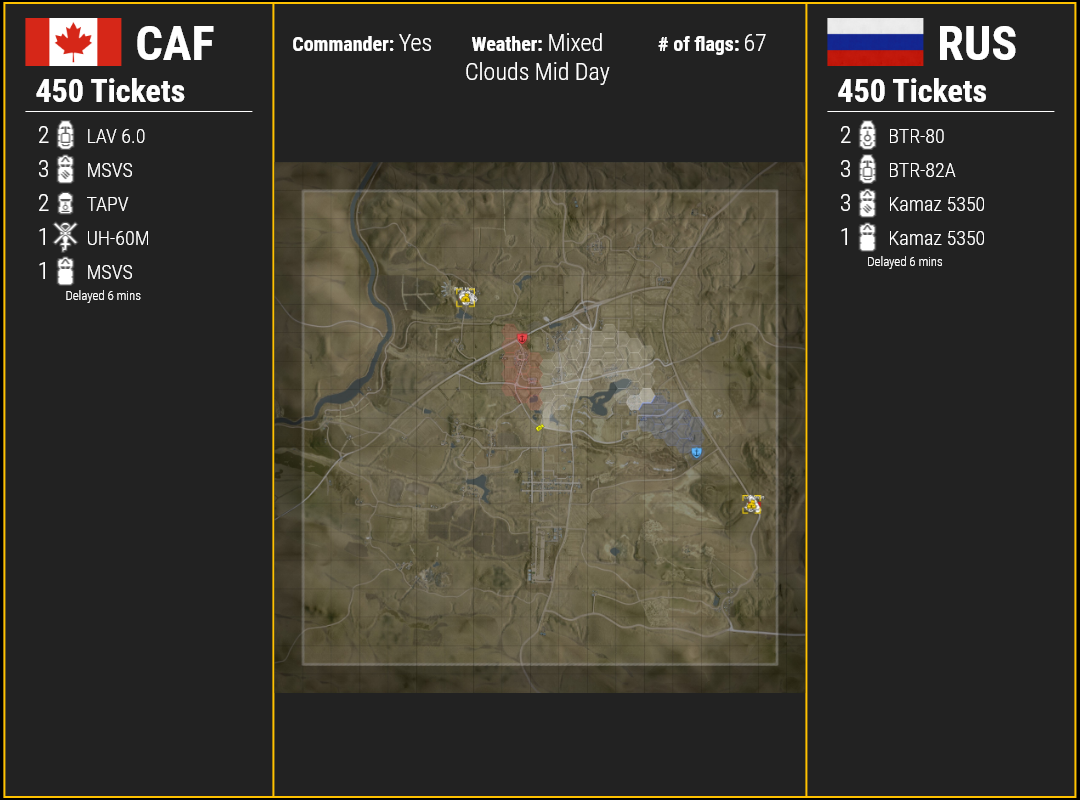 CAF
450 Tickets
2 LAV 6.0
3 MSVS
2 TAPV
1 UH-60M
1 MSVS
Delayed 6 mins
Commander: Yes
Weather: Mixed
Clouds Mid Day
# of flags: 67
RUS
450 Tickets
2 BTR-80
3 BTR-82A
3 Kamaz 5350
1 Kamaz 5350
Delayed 6 mins